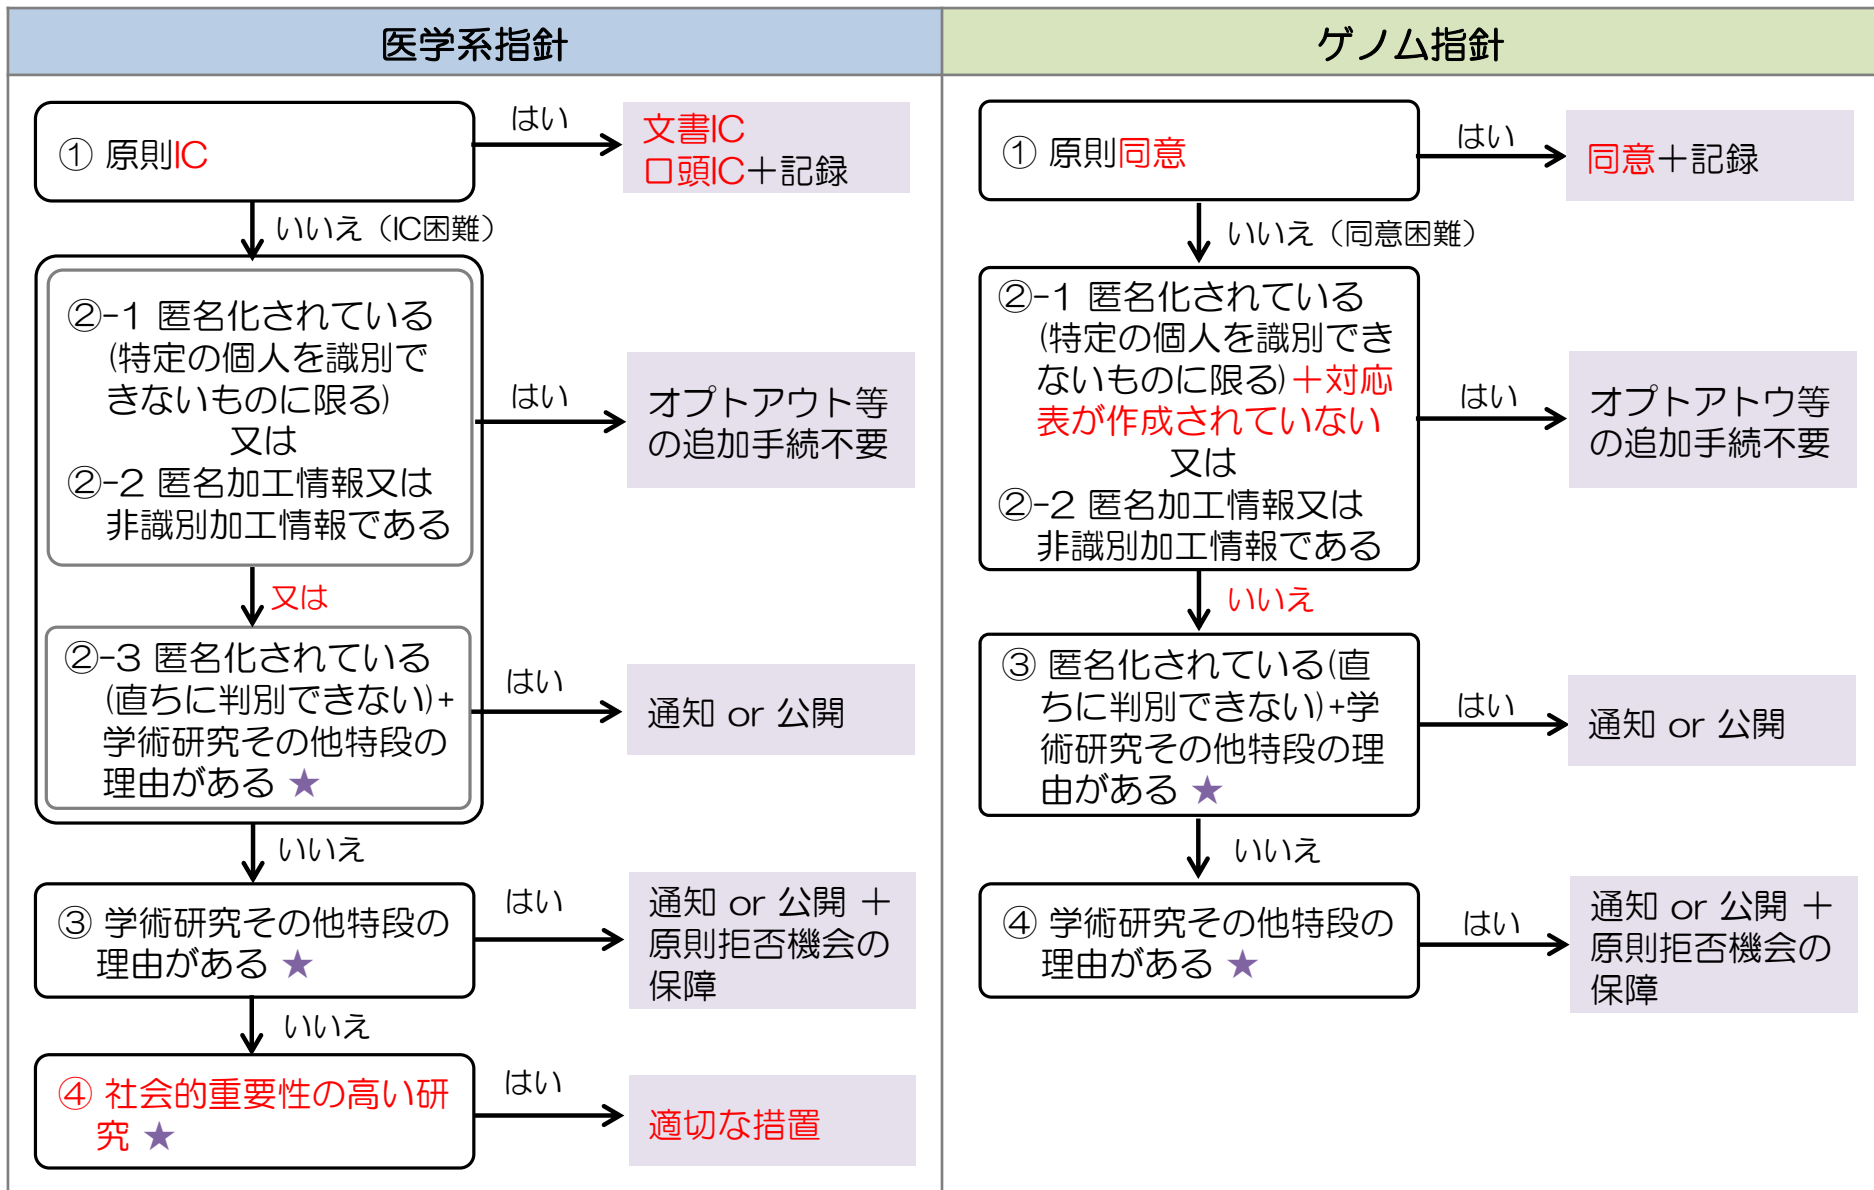 医学系指針
① 原則IC
はい
文書IC
口頭IC＋記録
いいえ（IC困難）
②-1 匿名化されている
(特定の個人を識別で
きないものに限る)
又は
②-2 匿名加工情報又は
非識別加工情報である
はい
オプトアウト等
の追加手続不要
又は
②-3 匿名化されている
(直ちに判別できない)+
学術研究その他特段の
理由がある ★
はい
通知 or 公開
いいえ
③ 学術研究その他特段の
理由がある ★
はい
通知 or 公開 ＋
原則拒否機会の
保障
いいえ
④ 社会的重要性の高い研
究 ★
はい
適切な措置
ゲノム指針
① 原則同意
はい
同意＋記録
いいえ（同意困難）
②-1 匿名化されている
(特定の個人を識別でき
ないものに限る)＋対応
表が作成されていない
又は
②-2 匿名加工情報又は
非識別加工情報である
はい
オプトアトウ等
の追加手続不要
いいえ
③ 匿名化されている(直
ちに判別できない)+学
術研究その他特段の理
由がある ★
はい
通知 or 公開
いいえ
④ 学術研究その他特段の
理由がある ★
はい
通知 or 公開 ＋
原則拒否機会の
保障